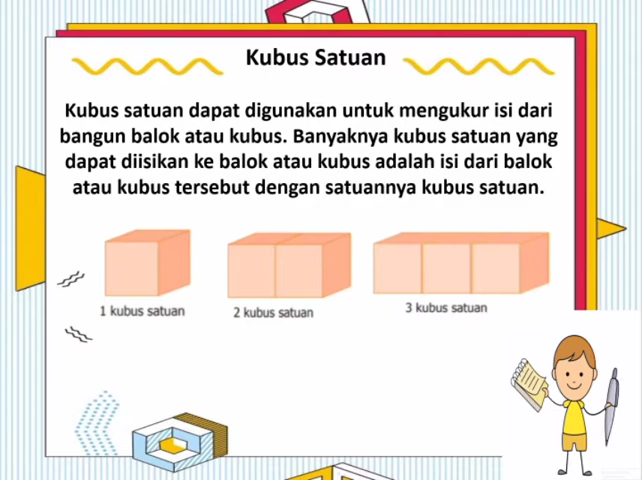 Kubus Satuan
Kubus satuan dapat digunakan untuk mengukur isi dari
bangun balok atau kubus. Banyaknya kubus satuan yang
dapat diisikan ke balok atau kubus adalah isi dari balok
atau kubus tersebut dengan satuannya kubus satuan.
1 kubus satuan
2 kubus satuan
3 kubus satuan